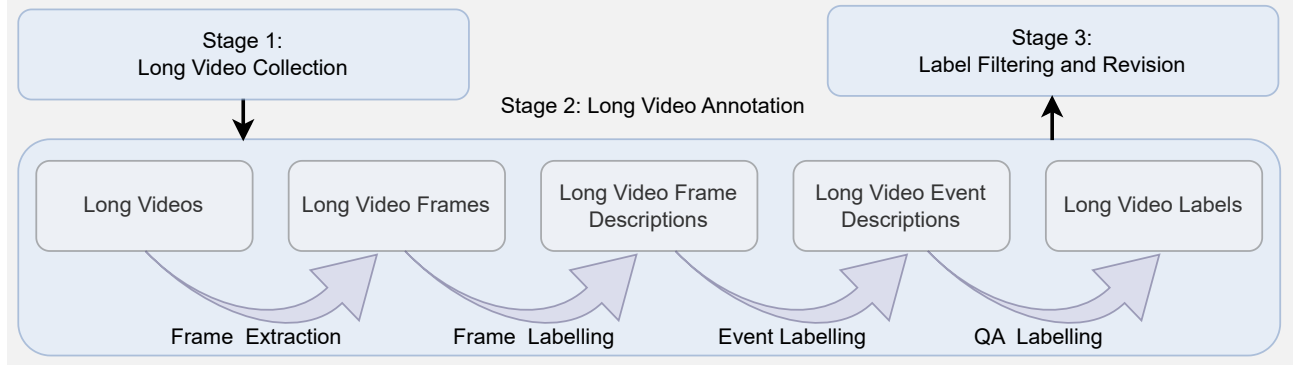 Stage 1:
Long Video Collection
Stage 3:
Label Filtering and Revision
Stage 2: Long Video Annotation
Long Videos
Long Video Frames
Long Video Frame
Descriptions
Long Video Event
Descriptions
Long Video Labels
Frame Extraction
Frame Labelling
Event Labelling
QA Labelling